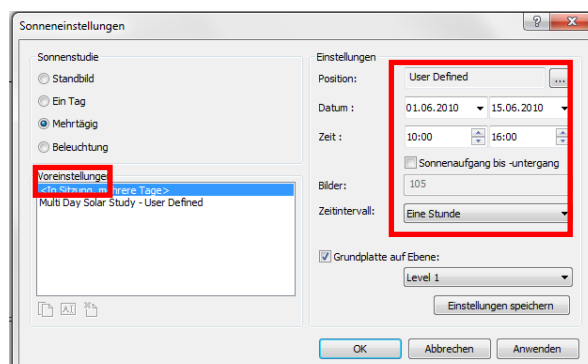 Sonneneinstellungen
Sonnenstudie
Standbild
Ein Tag
Mehrtägig
Beleuchtung
Voreinstellungen
<In Sitzung, mehrere Tage>
Multi Day Solar Study - User Defined
Einstellungen
Position: User Defined ...
Datum : 01.06.2010 15.06.2010
Zeit : 10:00 16:00
Sonnenaufgang bis -untergang
Bilder: 105
Zeitintervall: Eine Stunde
Grundplatte auf Ebene:
Level 1
Einstellungen speichern
OK Abbrechen Anwenden